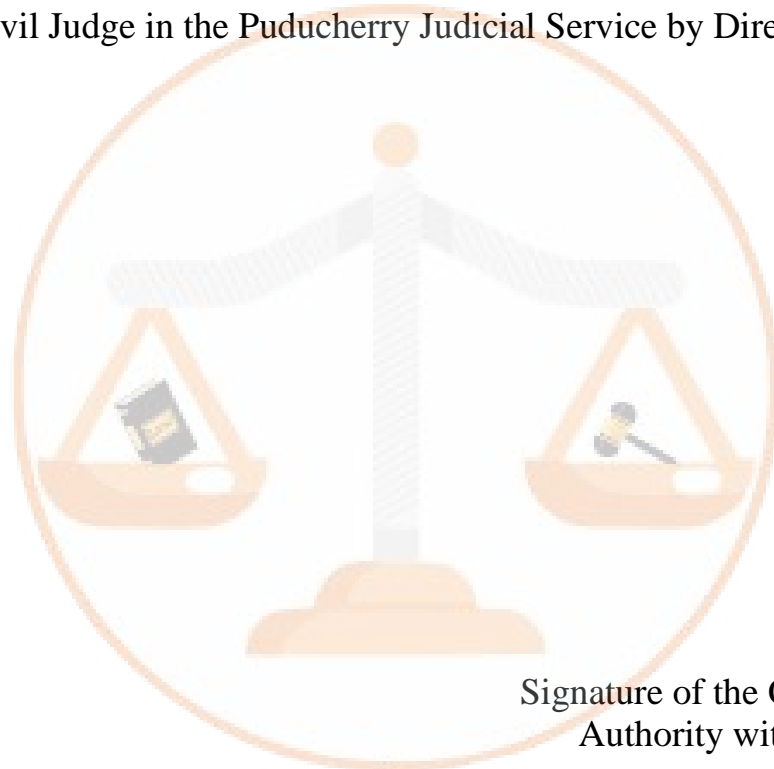 vil Judge in the Puducherry Judicial Service by Dire
Signature of the
Authority wit